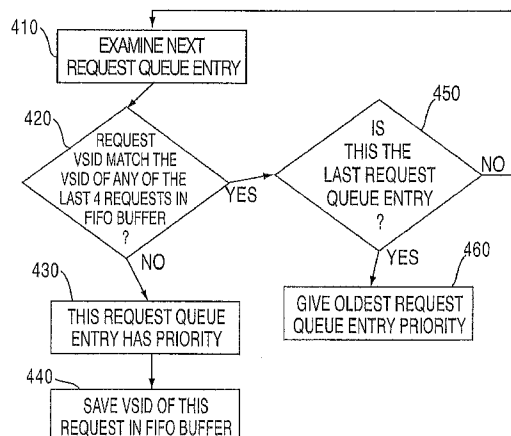 410
EXAMINE NEXT
REQUEST QUEUE ENTRY
420
REQUEST
VSID MATCH THE
VSID OF ANY OF THE
LAST 4 REQUESTS IN
FIFO BUFFER
?
YES
NO
450
IS
THIS THE
LAST REQUEST
QUEUE ENTRY
?
NO
YES
430
THIS REQUEST QUEUE
ENTRY HAS PRIORITY
460
GIVE OLDEST REQUEST
QUEUE ENTRY PRIORITY
440
SAVE VSID OF THIS
REQUEST IN FIFO BUFFER